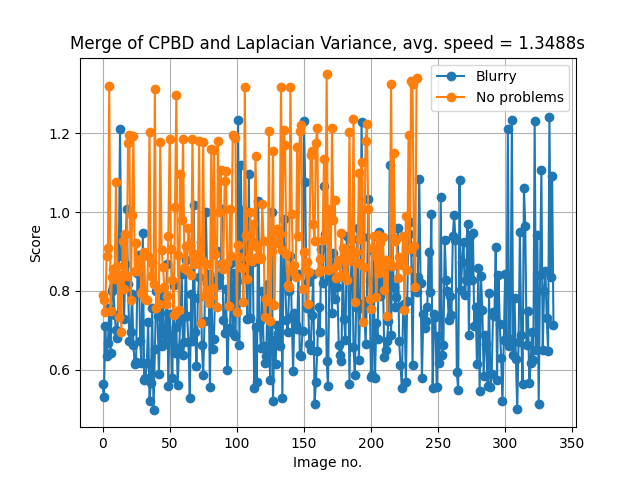 Merge of CPBD and Laplacian Variance, avg. speed = 1.3488s
Blurry
No problems
Score
1.2
1.0
0.8
0.6
0 50 100 150 200 250 300 350
Image no.